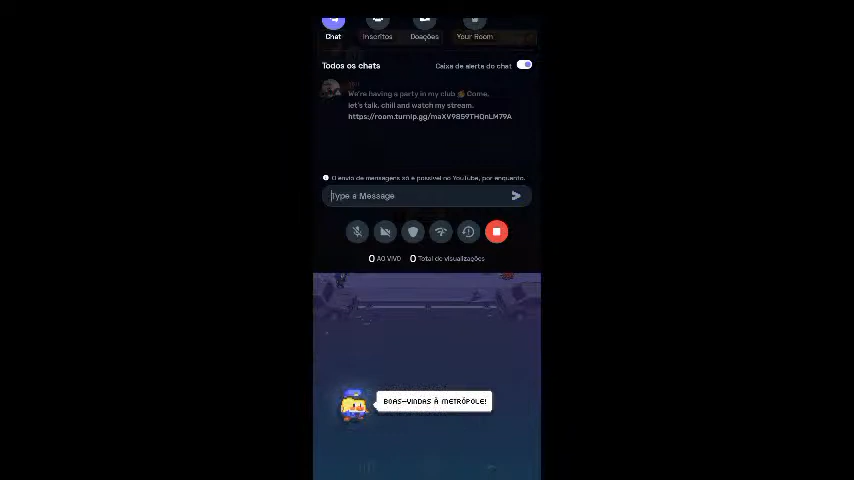 Chat Inscritos Doações Your Room
Todos os chats Caixa de alerta do chat
We're having a party in my club 🎉 Come,
let's talk, chill and watch my stream.
https://room.turnip.gg/maXV9859THQnLM79A
O envio de mensagens só é possível no YouTube, por enquanto.
Type a Message
0 AO VIVO 0 Total de visualizações
BOAS-VINDAS À METRÓPOLE!